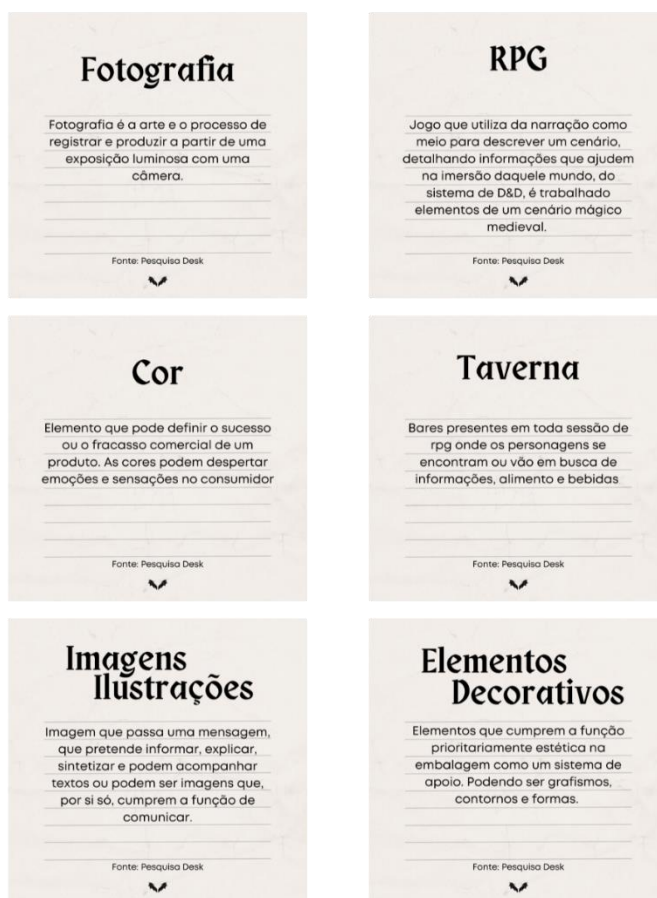 Fotografia
Fotografia é a arte e o processo de
registrar e produzir a partir de uma
exposição luminosa com uma
câmera.
Fonte: Pesquisa Desk
RPG
Jogo que utiliza da narração como
meio para descrever um cenário,
detalhando informações que ajudem
na imersão daquele mundo, do
sistema de D&D, é trabalhado
elementos de um cenário mágico
medieval.
Fonte: Pesquisa Desk
Cor
Elemento que pode definir o sucesso
ou o fracasso comercial de um
produto. As cores podem despertar
emoções e sensações no consumidor
Fonte: Pesquisa Desk
Taverna
Bares presentes em toda sessão de
rpg onde os personagens se
encontram ou vão em busca de
informações, alimento e bebidas
Fonte: Pesquisa Desk
Imagens
Ilustrações
Imagem que passa uma mensagem,
que pretende informar, explicar,
sintetizar e podem acompanhar
textos ou podem ser imagens que,
por si só, cumprem a função de
comunicar.
Fonte: Pesquisa Desk
Elementos
Decorativos
Elementos que cumprem a função
prioritariamente estética na
embalagem como um sistema de
apoio. Podendo ser grafismos,
contornos e formas.
Fonte: Pesquisa Desk